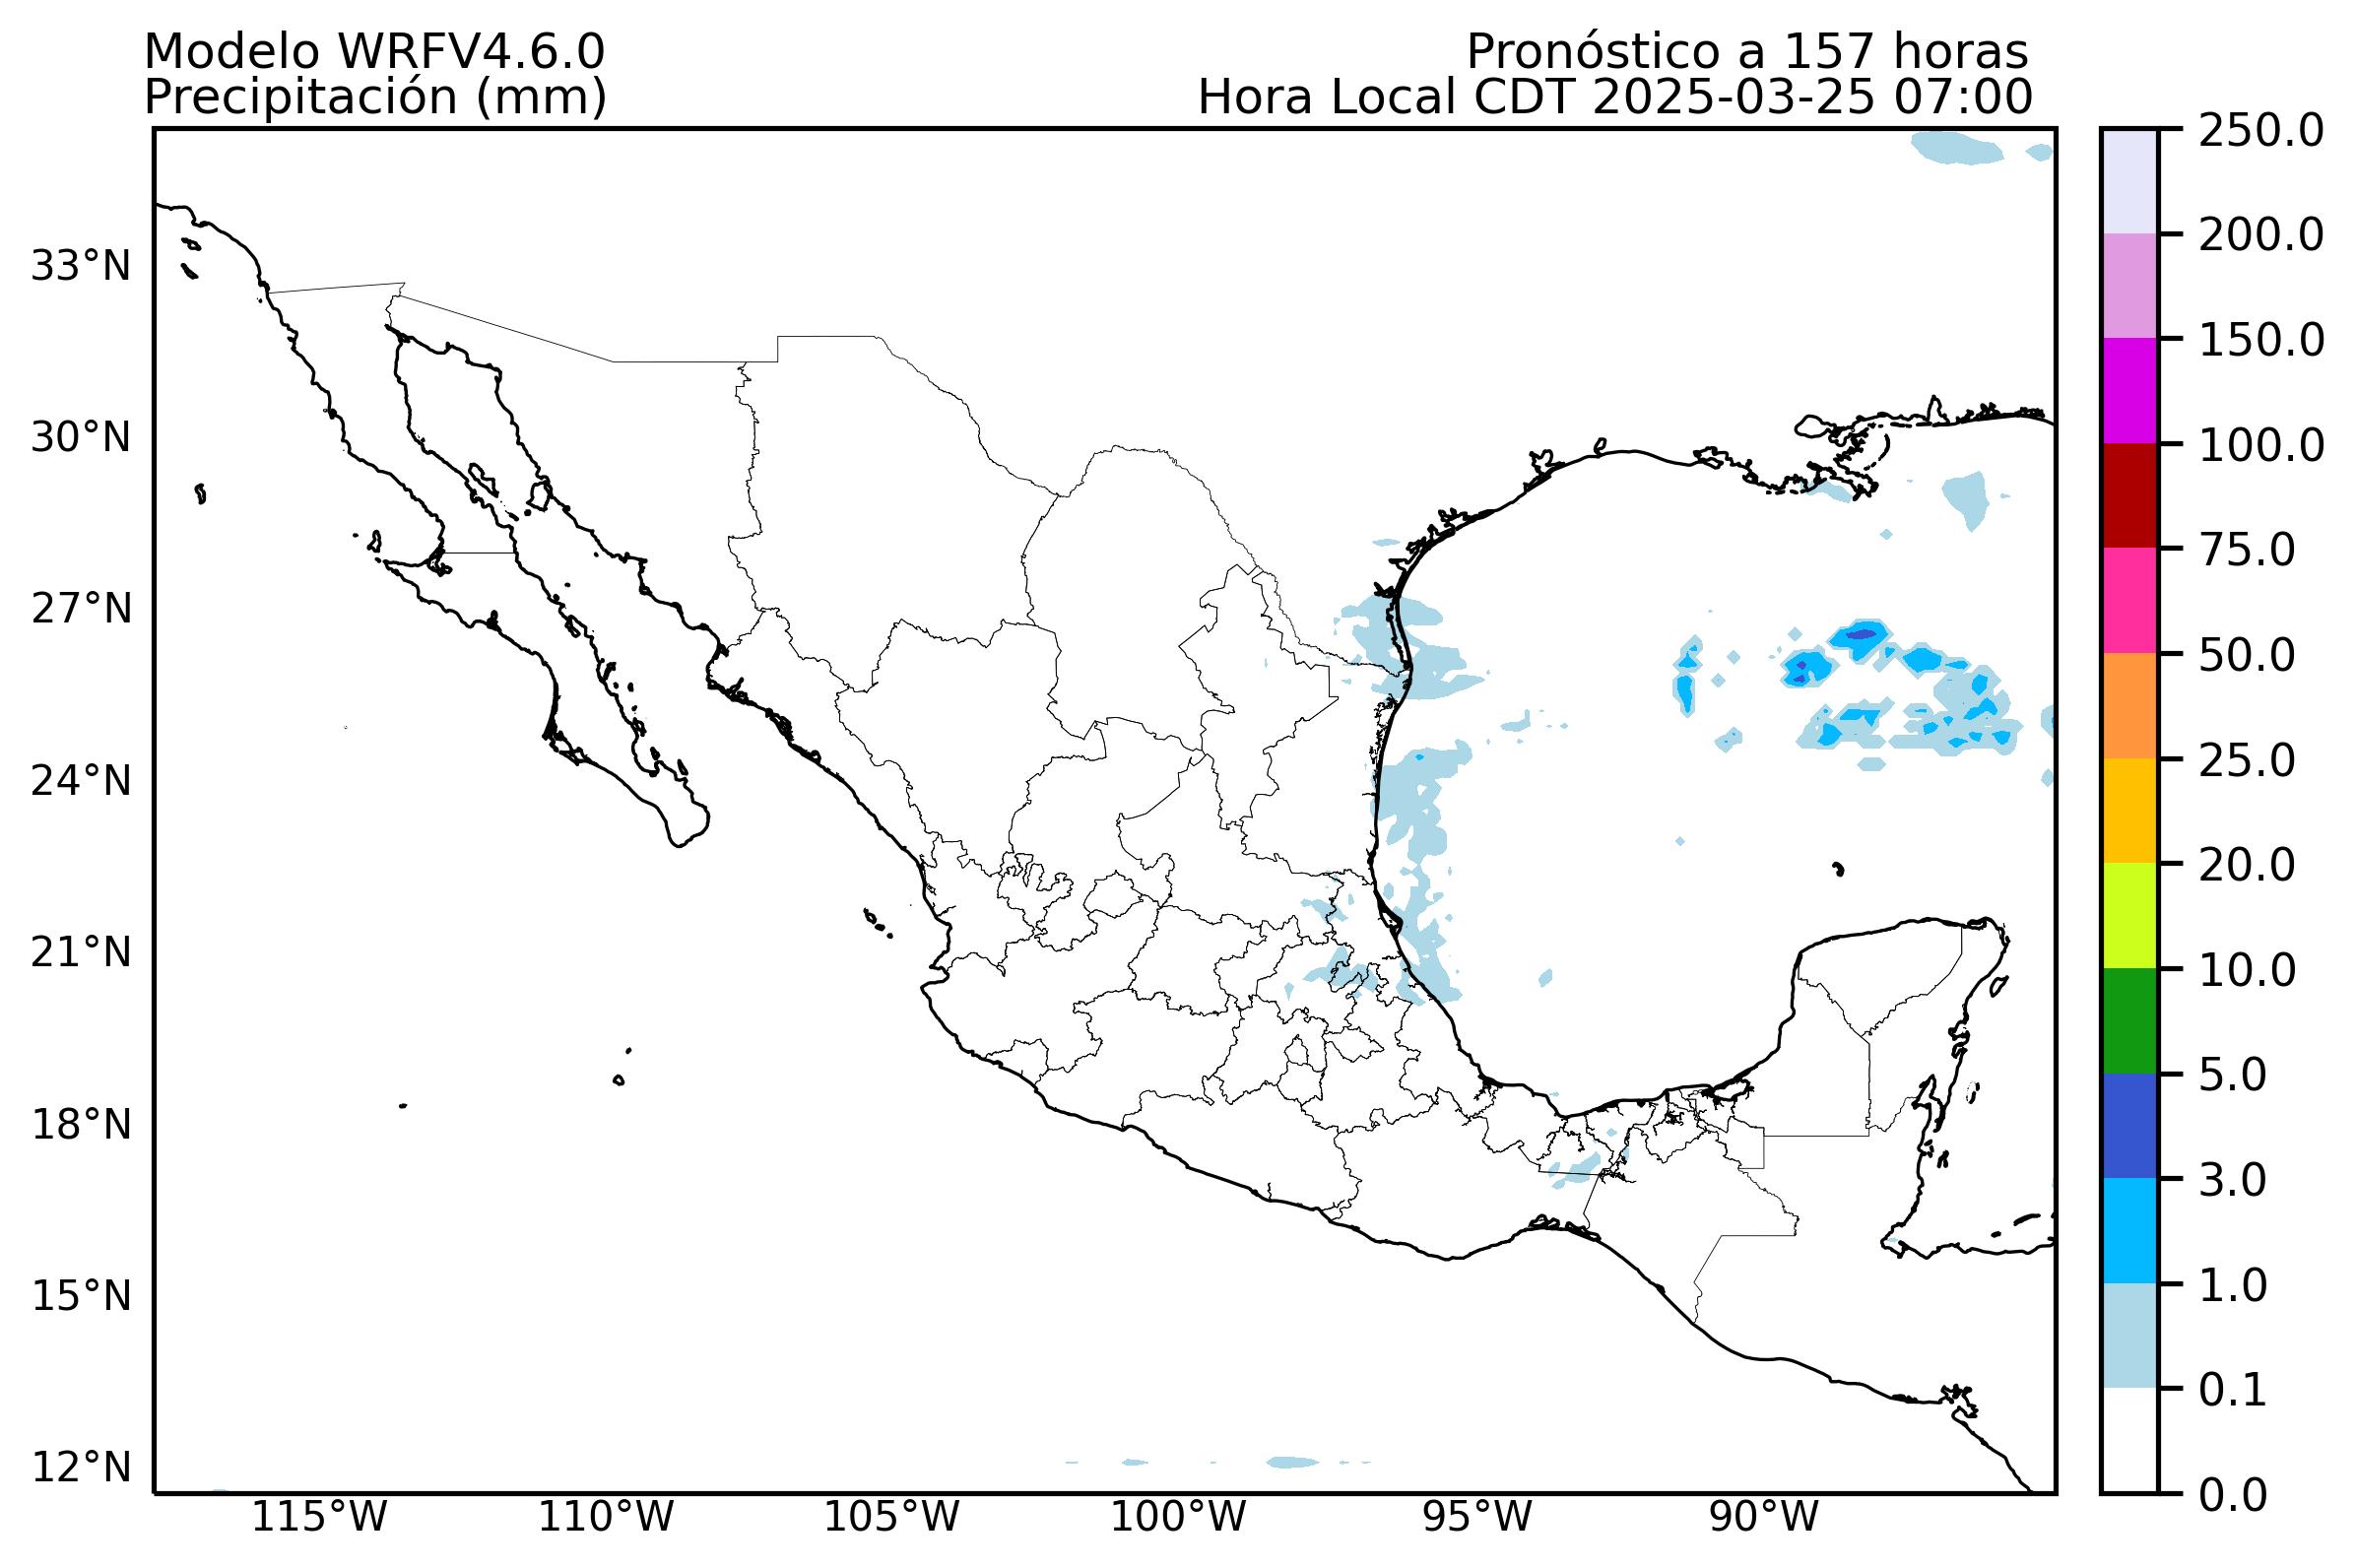 Modelo WRFV4.6.0
Precipitación (mm)
Pronóstico a 157 horas
Hora Local CDT 2025-03-25 07:00
33°N
30°N
27°N
24°N
21°N
18°N
15°N
12°N
115°W
110°W
105°W
100°W
95°W
90°W
250.0
200.0
150.0
100.0
75.0
50.0
25.0
20.0
10.0
5.0
3.0
1.0
0.1
0.0